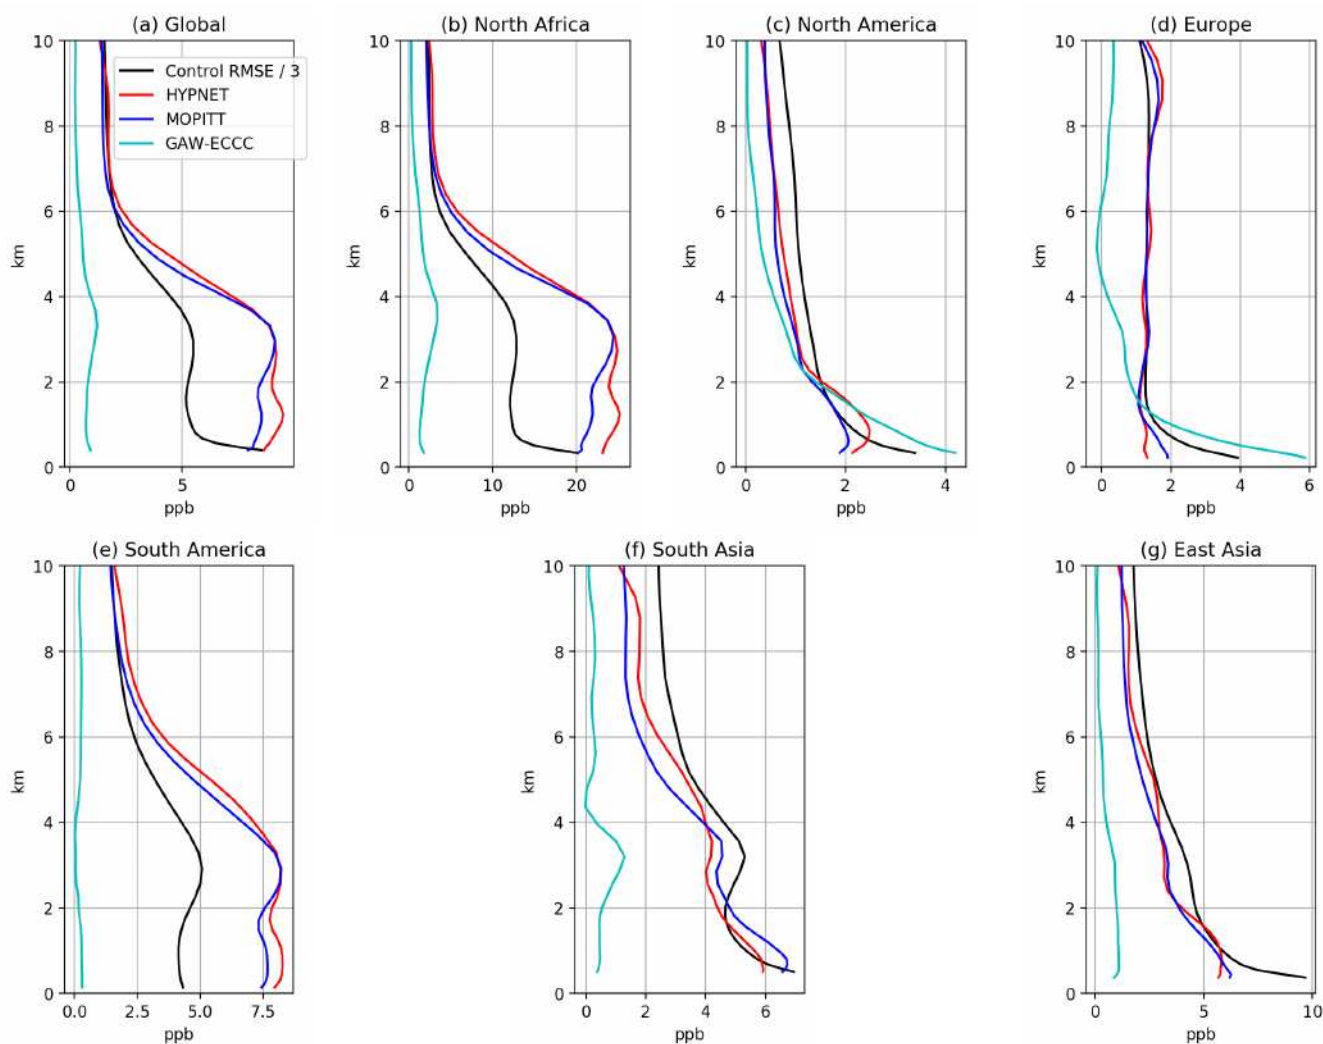 (a) Global
(b) North Africa
(c) North America
(d) Europe
10
8
6
4
2
0
km
Control RMSE / 3
HYPNET
MOPITT
GAW-ECCC
0 5
ppb
10
8
6
4
2
0
km
0 10 20
ppb
10
8
6
4
2
0
km
0 2 4
ppb
10
8
6
4
2
0
km
0 2 4 6
ppb
(e) South America
(f) South Asia
(g) East Asia
10
8
6
4
2
0
km
0.0 2.5 5.0 7.5
ppb
10
8
6
4
2
0
km
0 2 4 6
ppb
10
8
6
4
2
0
km
0 5 10
ppb